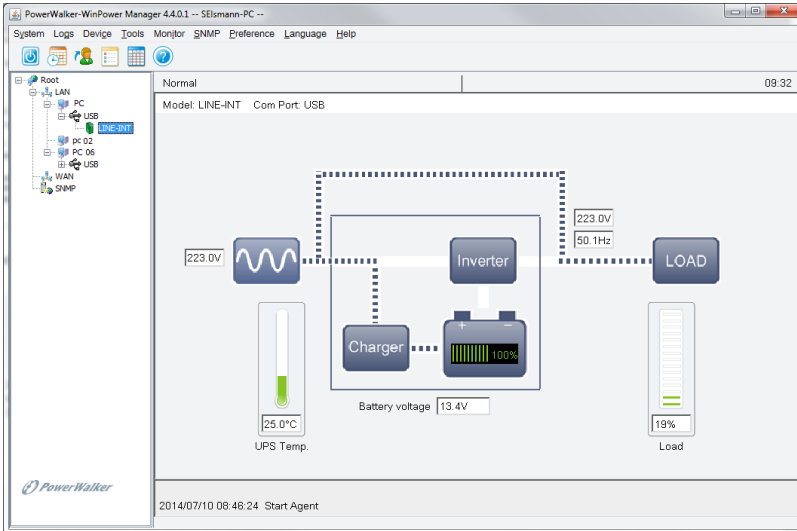 PowerWalker-WinPower Manager 4.4.0.1 -- SEIsmann-PC --
System Logs Device Tools Monitor SNMP Preference Language Help
Root
LAN
PC
USB
LINE-INT
pc 02
PC 06
USB
WAN
SNMP
PowerWalker
Normal 09:32
Model: LINE-INT Com Port: USB
223.0V
50.1Hz
223.0V
Inverter
LOAD
Charger
+ −
100%
Battery voltage 13.4V
25.0°C
UPS Temp.
19%
Load
2014/07/10 08:46:24 Start Agent